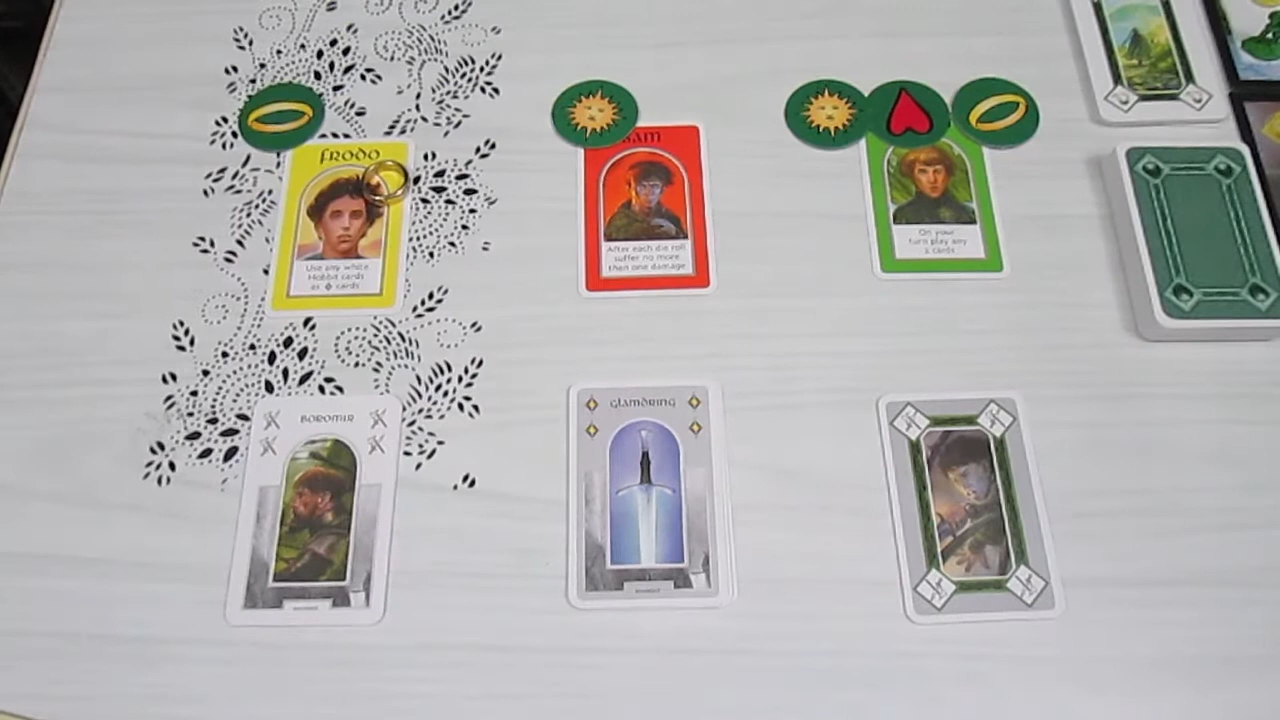 FRODO
Use any white
Hobbit cards
as cards
SAM
After each die roll
suffer no more
than one damage
On your
turn play any
2 cards
BOROMIR
GLAMDRING